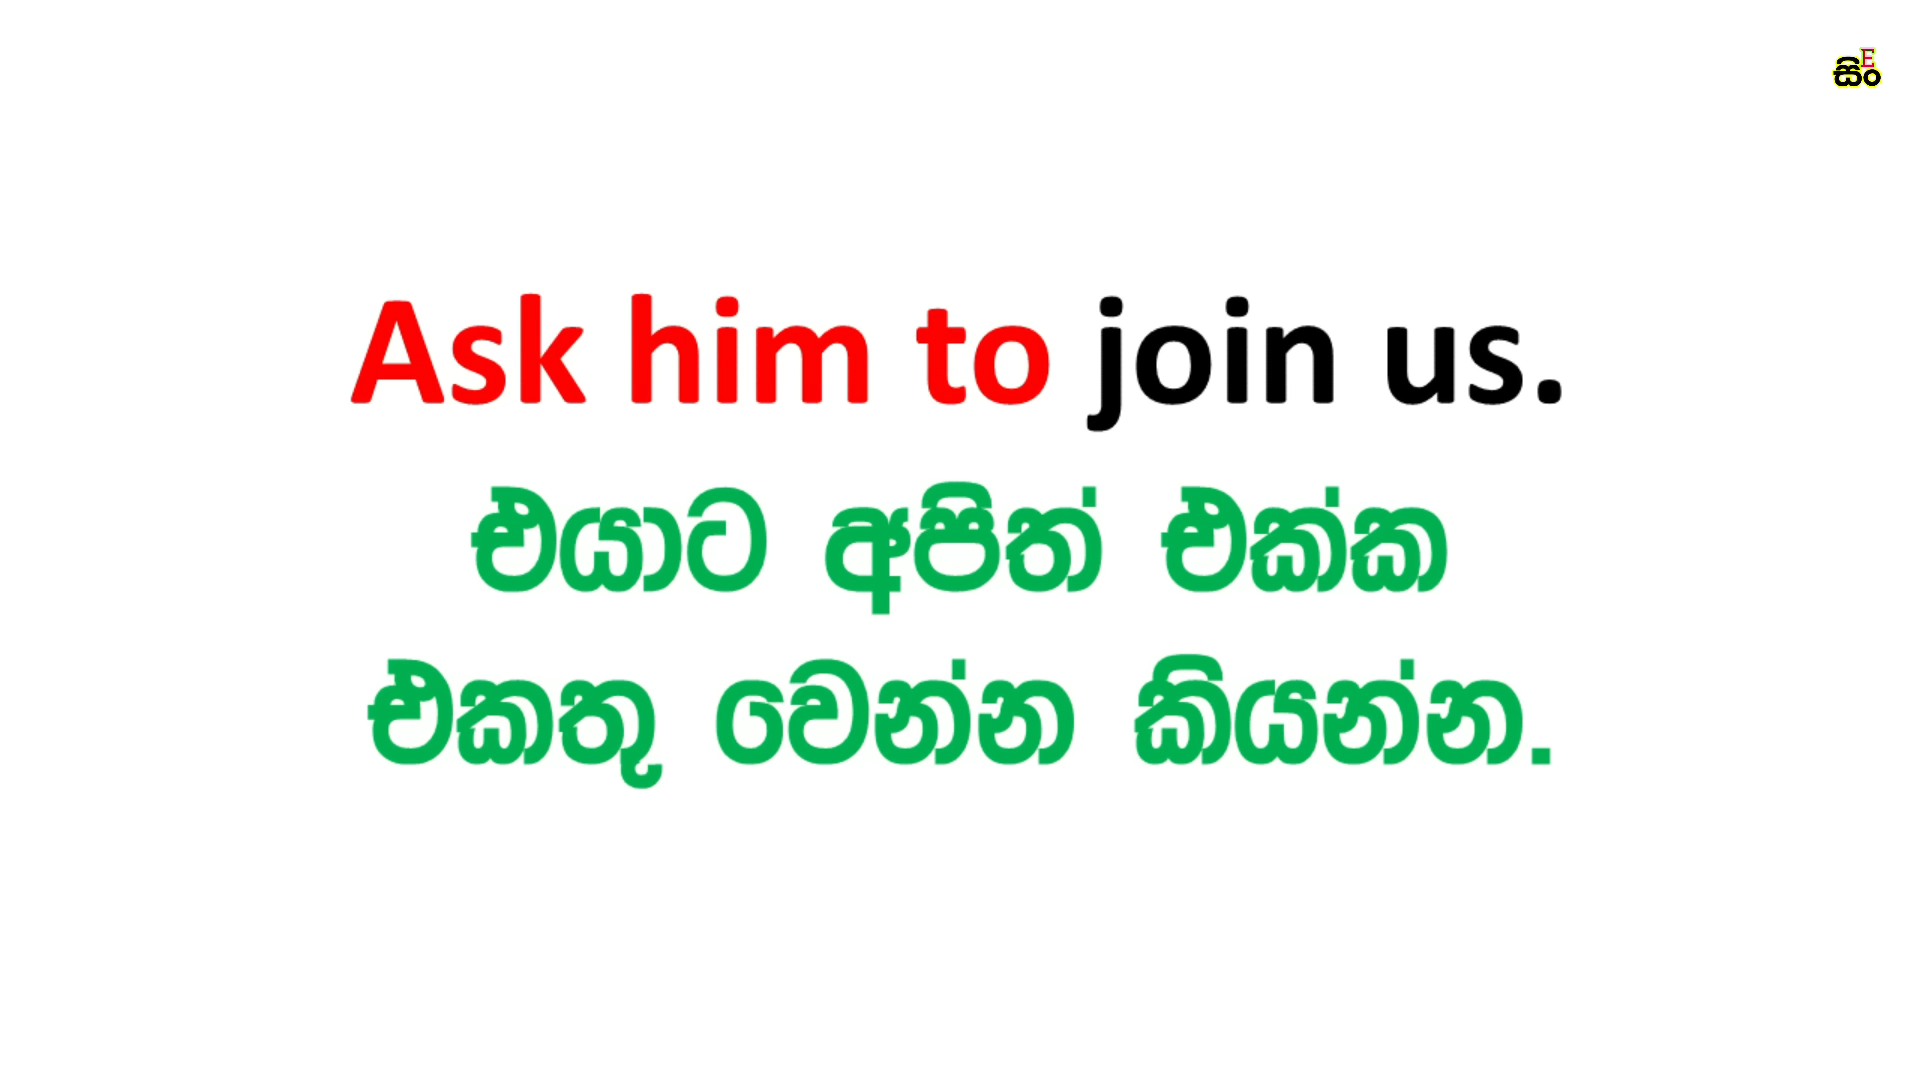 සිං
E
Ask him to join us.
එයාට අපිත් එක්ක
එකතු වෙන්න කියන්න.